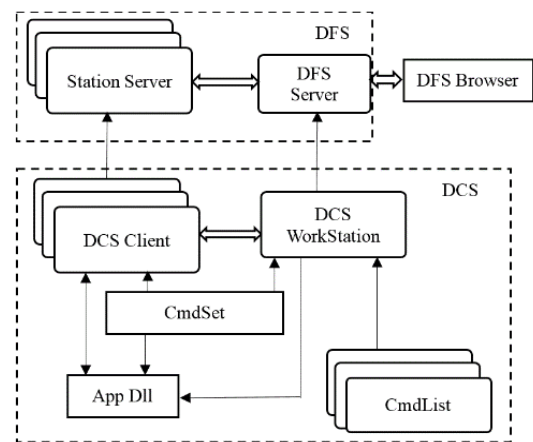 DFS
Station Server
DFS
Server
DFS Browser
DCS
DCS Client
DCS
WorkStation
CmdSet
App Dll
CmdList